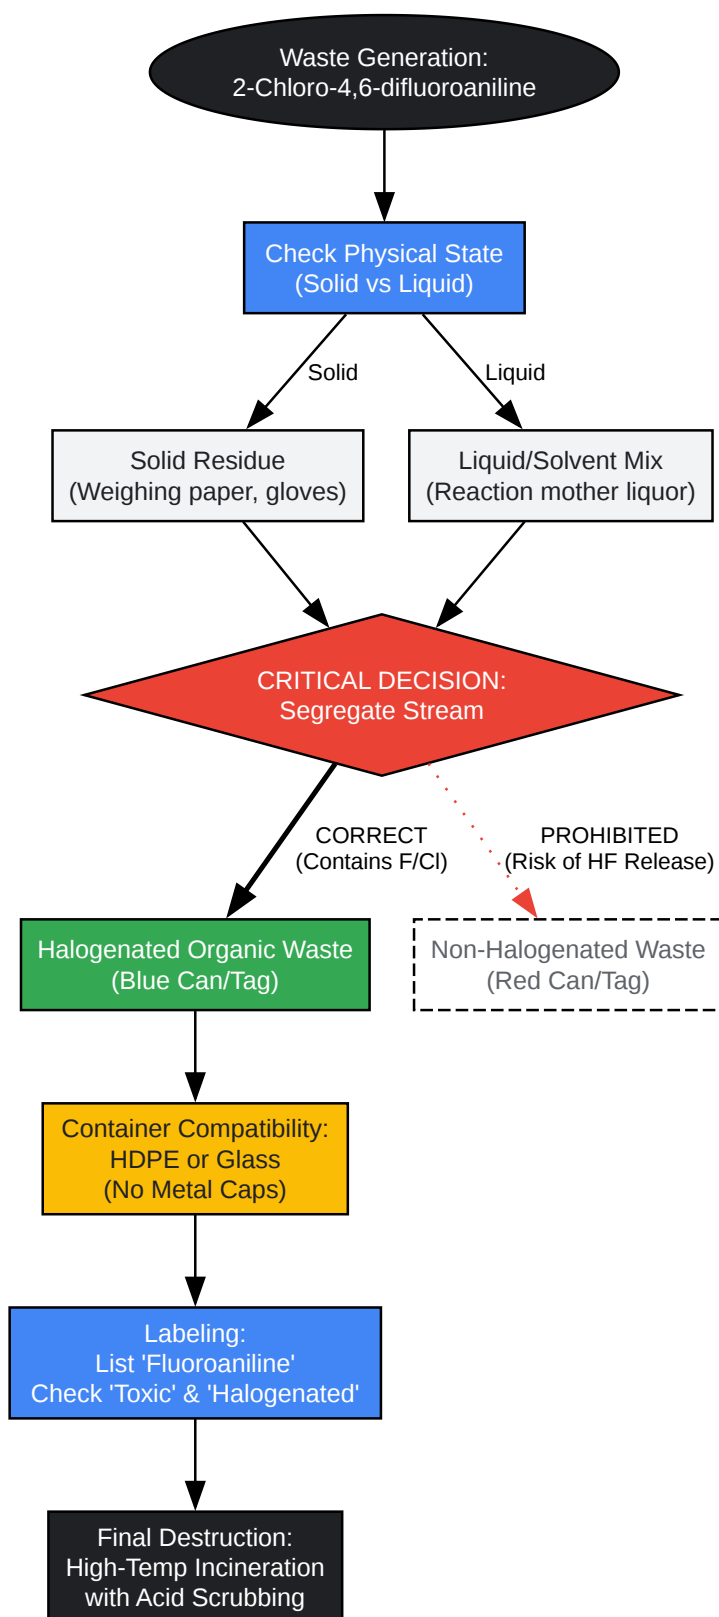 Waste Generation:
2-Chloro-4,6-difluoroaniline
Check Physical State
(Solid vs Liquid)
Solid
Liquid
Solid Residue
(Weighing paper, gloves)
Liquid/Solvent Mix
(Reaction mother liquor)
CRITICAL DECISION:
Segregate Stream
CORRECT
(Contains F/Cl)
PROHIBITED
(Risk of HF Release)
Halogenated Organic Waste
(Blue Can/Tag)
Non-Halogenated Waste
(Red Can/Tag)
Container Compatibility:
HDPE or Glass
(No Metal Caps)
Labeling:
List 'Fluoroaniline'
Check 'Toxic' & 'Halogenated'
Final Destruction:
High-Temp Incineration
with Acid Scrubbing